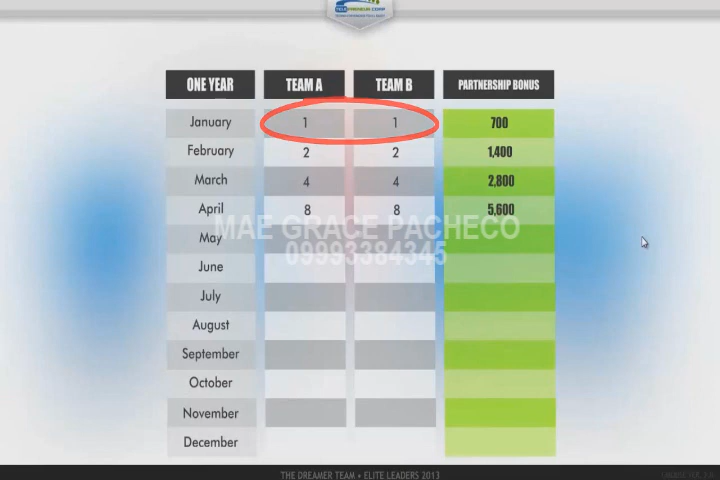 ONE YEAR TEAM A TEAM B PARTNERSHIP BONUS
January 1 1 700
February 2 2 1,400
March 4 4 2,800
April 8 8 5,600
MAE GRACE PACHECO
May
09993384345
June
July
August
September
October
November
December
THE DREAMER TEAM • ELITE LEADERS 2013